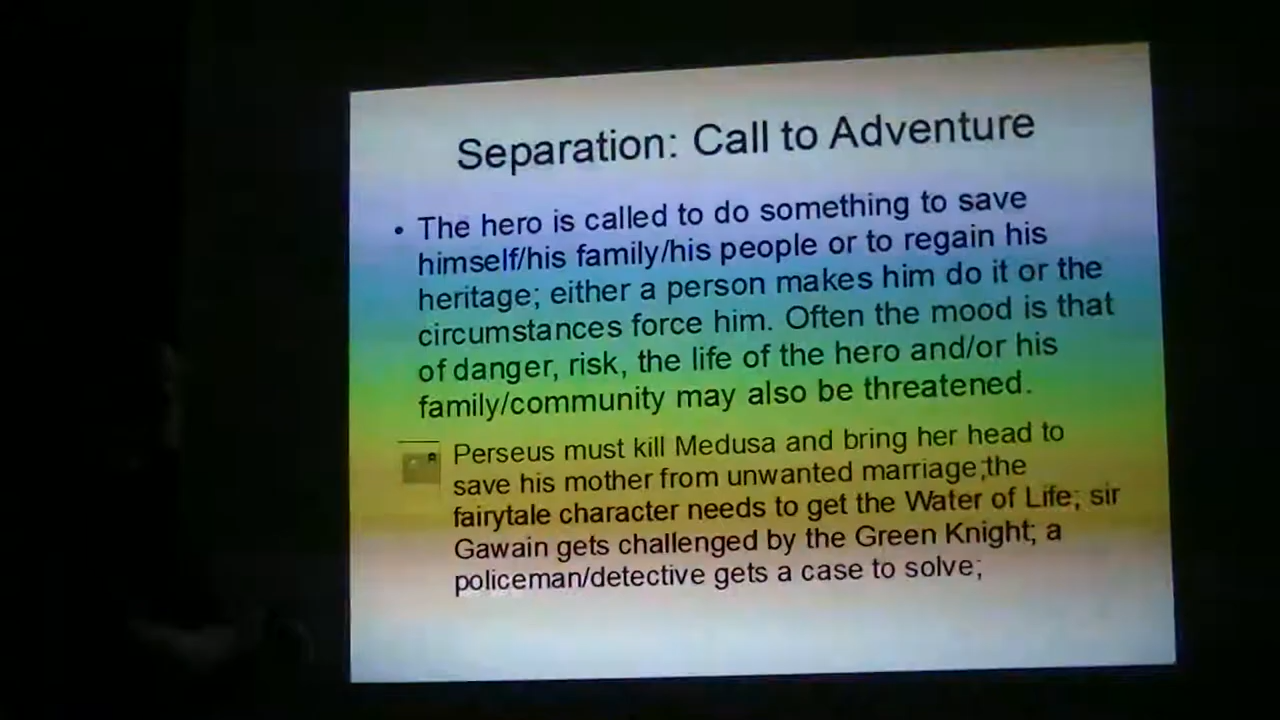 Separation: Call to Adventure
• The hero is called to do something to save
himself/his family/his people or to regain his
heritage; either a person makes him do it or the
circumstances force him. Often the mood is that
of danger, risk, the life of the hero and/or his
family/community may also be threatened.
Perseus must kill Medusa and bring her head to
save his mother from unwanted marriage;the
fairytale character needs to get the Water of Life; sir
Gawain gets challenged by the Green Knight; a
policeman/detective gets a case to solve;